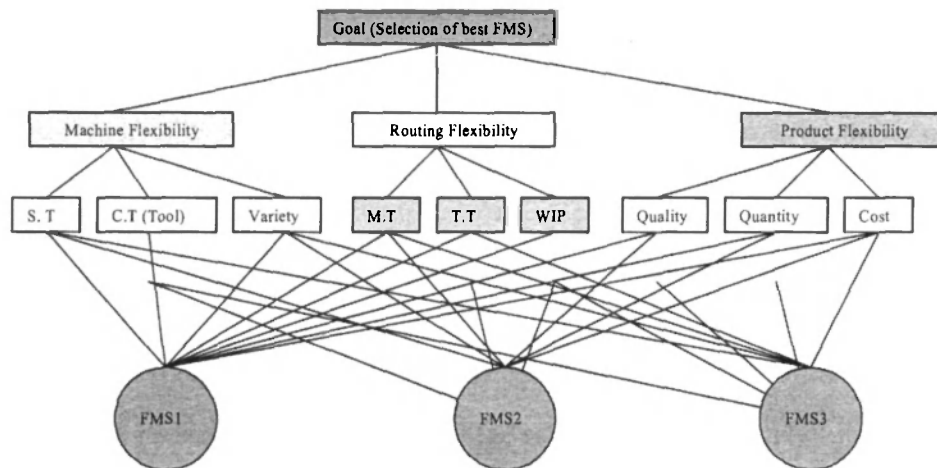 Goal (Selection of best FMS)
Machine Flexibility
Routing Flexibility
Product Flexibility
S. T
C.T (Tool)
Variety
M.T
T.T
WIP
Quality
Quantity
Cost
FMS1
FMS2
FMS3